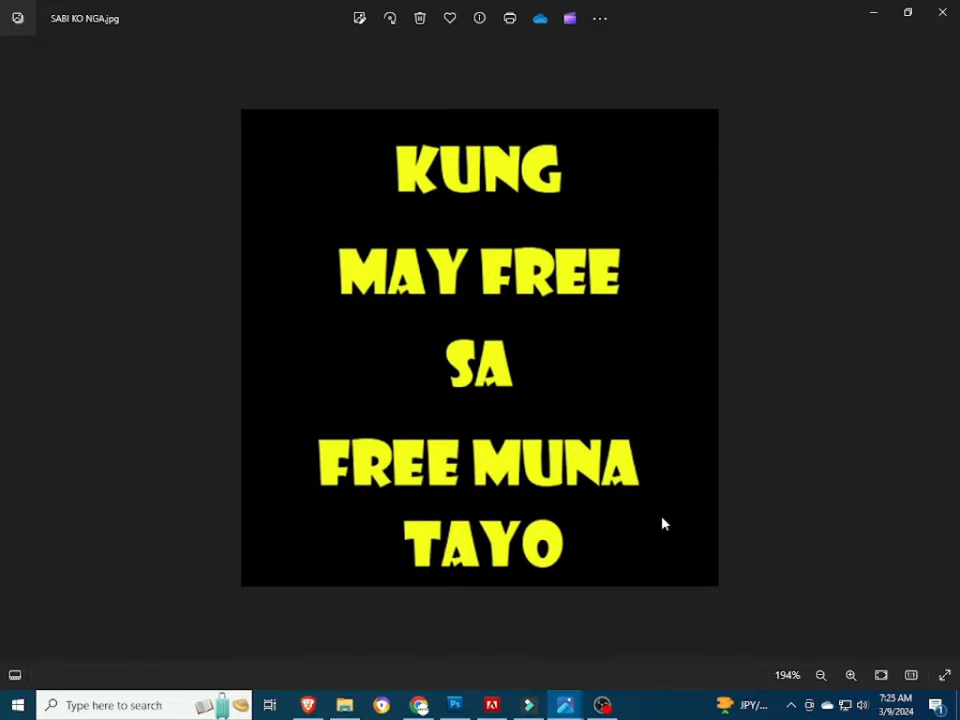 SABI KO NGA.jpg
KUNG
MAY FREE
SA
FREE MUNA
TAYO
194%
Type here to search
JPY/...
7:25 AM
3/9/2024